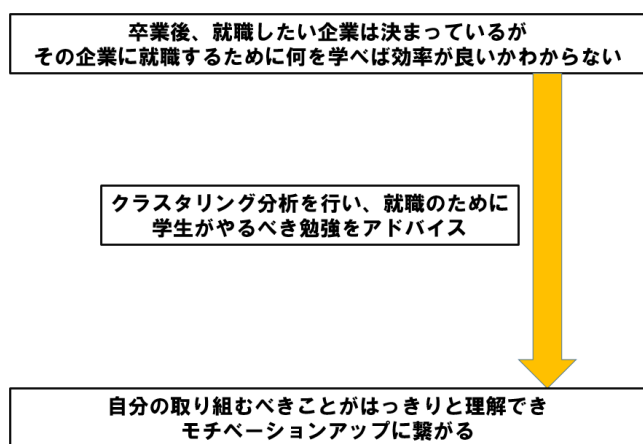 卒業後、就職したい企業は決まっているが
その企業に就職するために何を学べば効率が良いかわからない
クラスタリング分析を行い、就職のために
学生がやるべき勉強をアドバイス
自分の取り組むべきことがはっきりと理解でき
モチベーションアップに繋がる